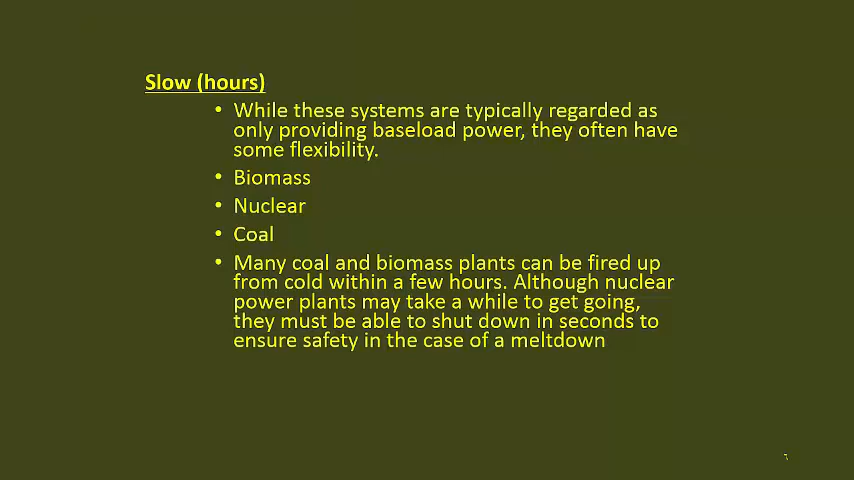 Slow (hours)
• While these systems are typically regarded as
only providing baseload power, they often have
some flexibility.
• Biomass
• Nuclear
• Coal
• Many coal and biomass plants can be fired up
from cold within a few hours. Although nuclear
power plants may take a while to get going,
they must be able to shut down in seconds to
ensure safety in the case of a meltdown